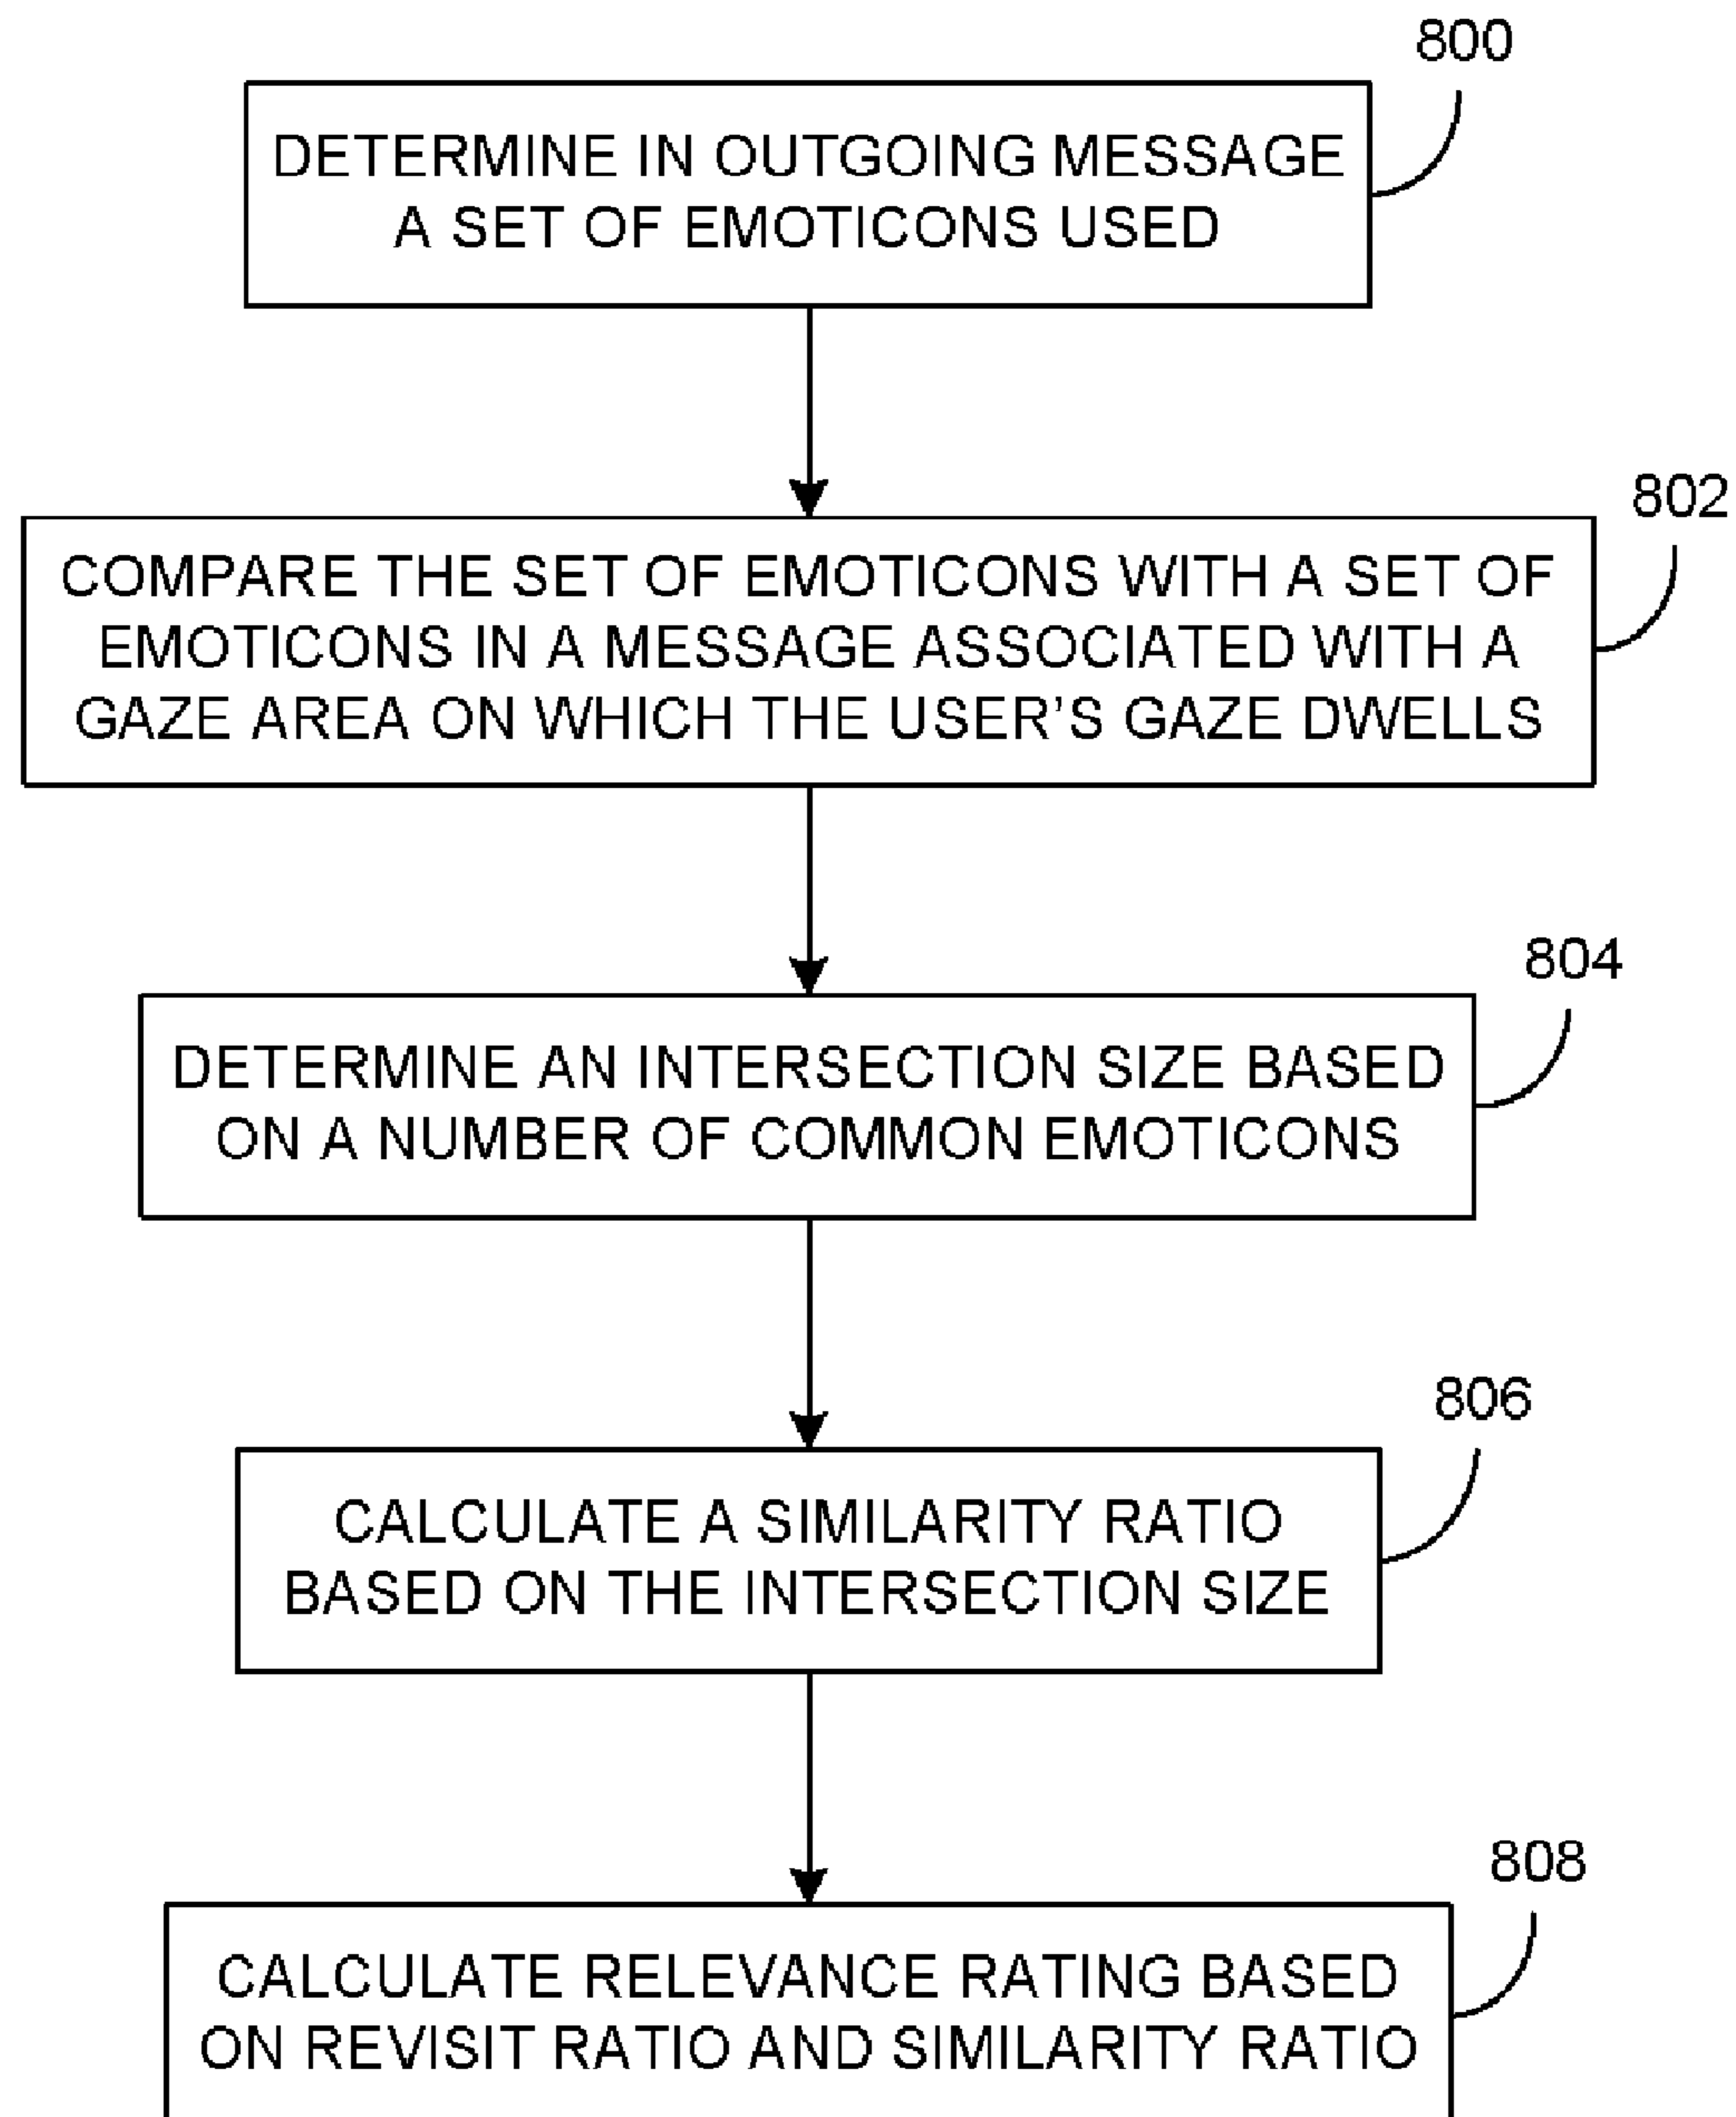 800
DETERMINE IN OUTGOING MESSAGE
A SET OF EMOTICONS USED
802
COMPARE THE SET OF EMOTICONS WITH A SET OF
EMOTICONS IN A MESSAGE ASSOCIATED WITH A
GAZE AREA ON WHICH THE USER'S GAZE DWELLS
804
DETERMINE AN INTERSECTION SIZE BASED
ON A NUMBER OF COMMON EMOTICONS
806
CALCULATE A SIMILARITY RATIO
BASED ON THE INTERSECTION SIZE
808
CALCULATE RELEVANCE RATING BASED
ON REVISIT RATIO AND SIMILARITY RATIO